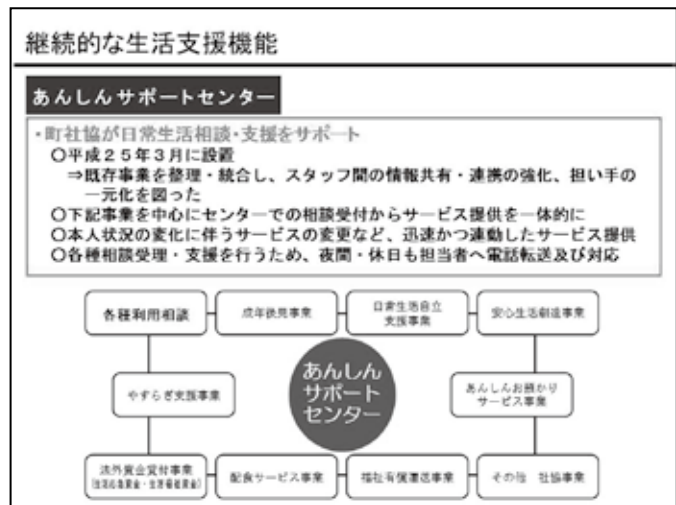 継続的な生活支援機能
あんしんサポートセンター
・町社協が日常生活相談・支援をサポート
○平成２５年３月に設置
⇒既存事業を整理・統合し、スタッフ間の情報共有・連携の強化、担い手の
一元化を図った
○下記事業を中心にセンターでの相談受付からサービス提供を一体的に
○本人状況の変化に伴うサービスの変更など、迅速かつ連動したサービス提供
○各種相談受理・支援を行うため、夜間・休日も担当者へ電話転送及び対応
各種利用相談
成年後見事業
日常生活自立
支援事業
安心生活創造事業
やすらぎ支援事業
あんしん
サポート
センター
あんしんお預かり
サービス事業
法外資金貸付事業
配食サービス事業
福祉有償運送事業
その他　社協事業